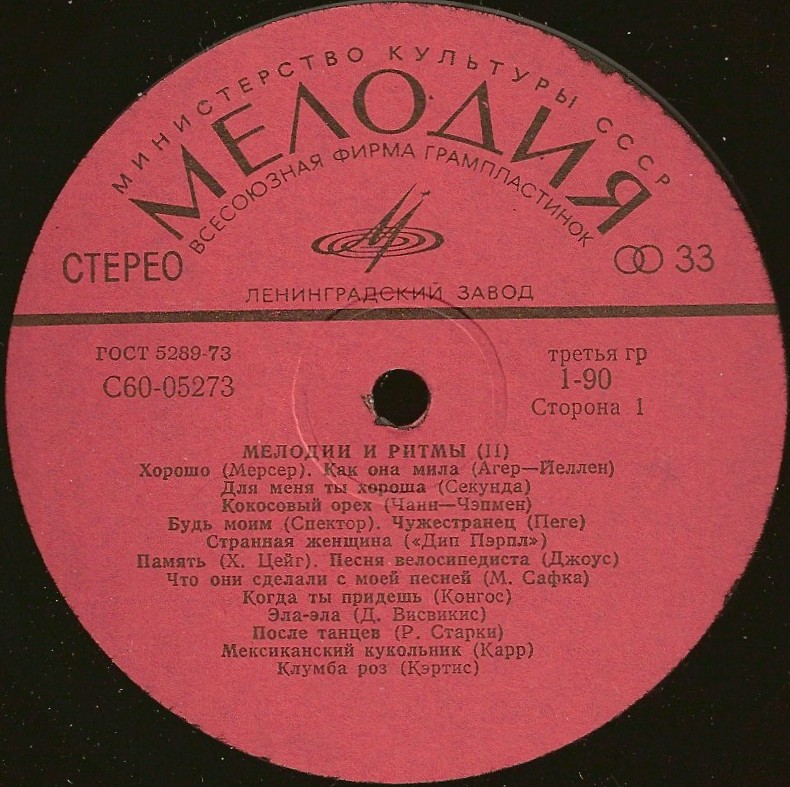 МИНИСТЕРСТВО КУЛЬТУРЫ СССР
МЕЛОДИЯ
ВСЕСОЮЗНАЯ ФИРМА ГРАМПЛАСТИНОК
СТЕРЕО
33
ЛЕНИНГРАДСКИЙ ЗАВОД
ГОСТ 5289-73
третья гр
С60-05273
1-90
Сторона 1
МЕЛОДИИ И РИТМЫ (II)
Хорошо (Мерсер). Как она мила (Агер—Йеллен)
Для меня ты хороша (Секунда)
Кокосовый орех (Чанн—Чэпмен)
Будь моим (Спектор). Чужестранец (Пеге)
Странная женщина («Дип Пэрпл»)
Память (Х. Цейг). Песня велосипедиста (Джоус)
Что они сделали с моей песней (М. Сафка)
Когда ты придешь (Конгос)
Эла-эла (Д. Висвикис)
После танцев (Р. Старки)
Мексиканский кукольник (Карр)
Клумба роз (Кэртис)